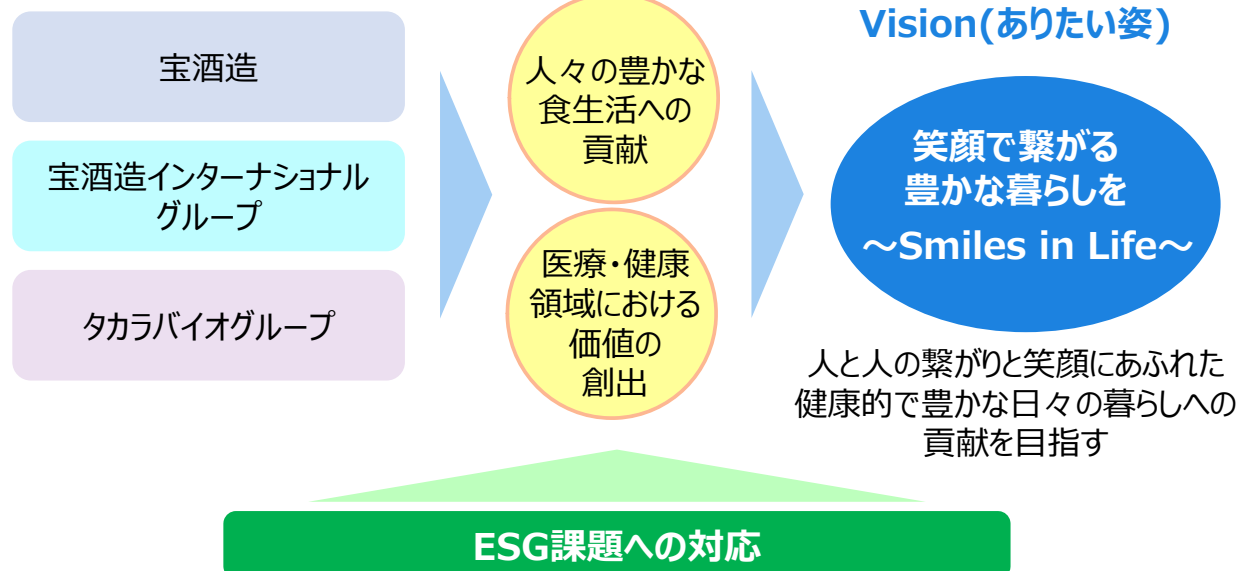 宝酒造
宝酒造インターナショナル
グループ
タカラバイオグループ
人々の豊かな
食生活への
貢献
医療・健康
領域における
価値の
創出
Vision(ありたい姿)
笑顔で繋がる
豊かな暮らしを
～Smiles in Life～
人と人の繋がりと笑顔にあふれた
健康的で豊かな日々の暮らしへの
貢献を目指す
ESG課題への対応